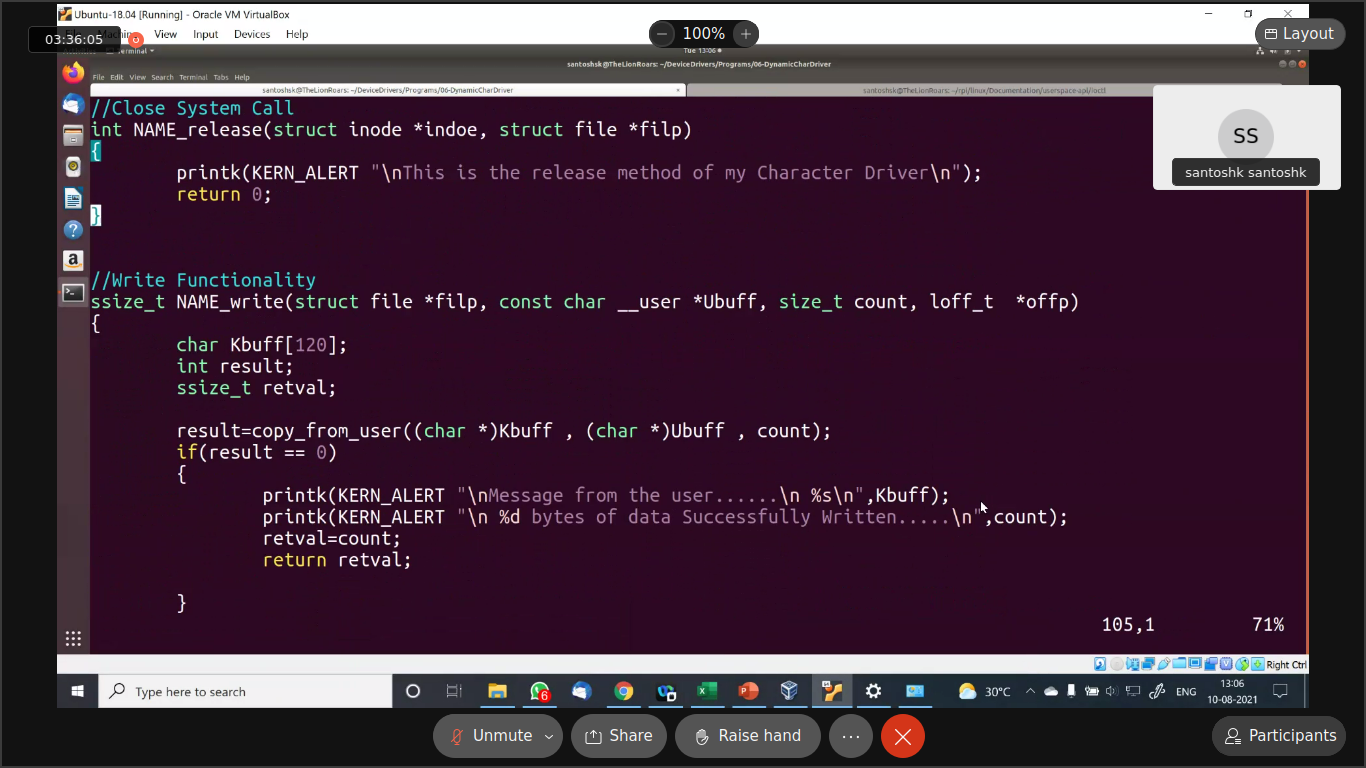 Ubuntu-18.04 [Running] - Oracle VM VirtualBox
03:36:05
View Input Devices Help
100%
Layout
Terminal
Tue 13:06
santoshsk@TheLionRoars: ~/DeviceDrivers/Programs/06-DynamicCharDriver
File Edit View Search Terminal Tabs Help
santoshsk@TheLionRoars: ~/DeviceDrivers/Programs/06-DynamicCharDriver
santoshsk@TheLionRoars: ~/rpi/linux/Documentation/userspace-api/ioctl
SS
santoshk santoshk
//Close System Call
int NAME_release(struct inode *indoe, struct file *filp)
{
printk(KERN_ALERT "\nThis is the release method of my Character Driver\n");
return 0;
}
//Write Functionality
ssize_t NAME_write(struct file *filp, const char __user *Ubuff, size_t count, loff_t *offp)
{
char Kbuff[120];
int result;
ssize_t retval;
result=copy_from_user((char *)Kbuff , (char *)Ubuff , count);
if(result == 0)
{
printk(KERN_ALERT "\nMessage from the user......\n %s\n",Kbuff);
printk(KERN_ALERT "\n %d bytes of data Successfully Written.....\n",count);
retval=count;
return retval;
}
105,1 71%
Right Ctrl
Type here to search
6
30°C
ENG
13:06
10-08-2021
Unmute
Share
Raise hand
Participants